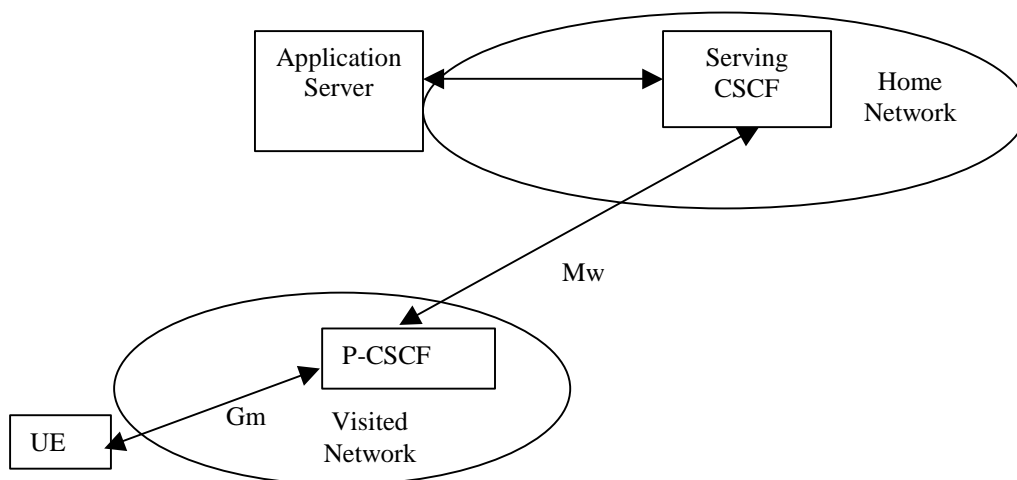 Application
Server
Serving
CSCF
Home
Network
Mw
P-CSCF
Gm
Visited
Network
UE